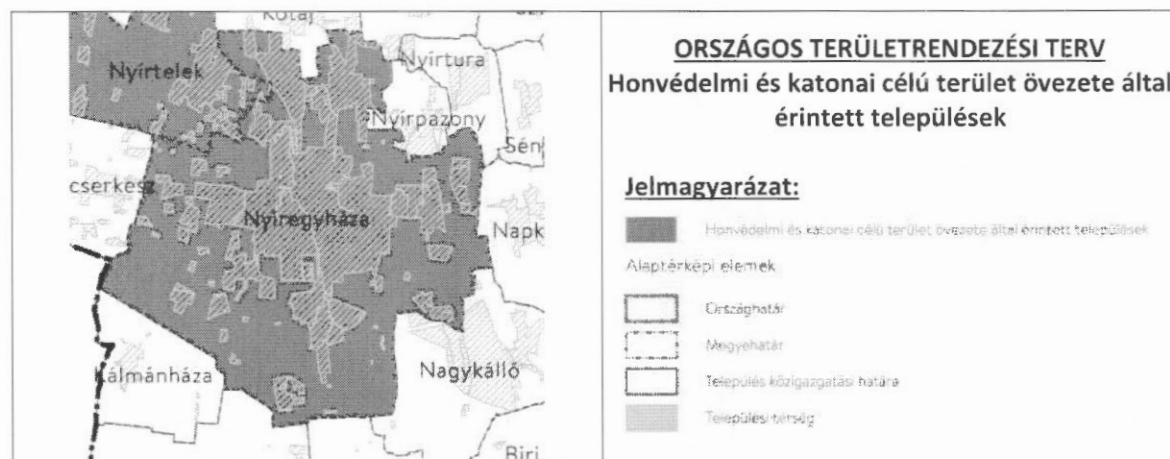 Kótaj
Nyírtelek
Nyírtura
Nyírpazony
Sén
cserkesz
Nyíregyháza
Napk
Kálmánháza
Nagykálló
Biri
ORSZÁGOS TERÜLETRENDEZÉSI TERV
Honvédelmi és katonai célú terület övezete által
érintett települések
Jelmagyarázat:
Honvédelmi és katonai célú terület övezete által érintett települések
Alaptérképi elemek
Országhatár
Megyehatár
Település közigazgatási határa
Települési térség